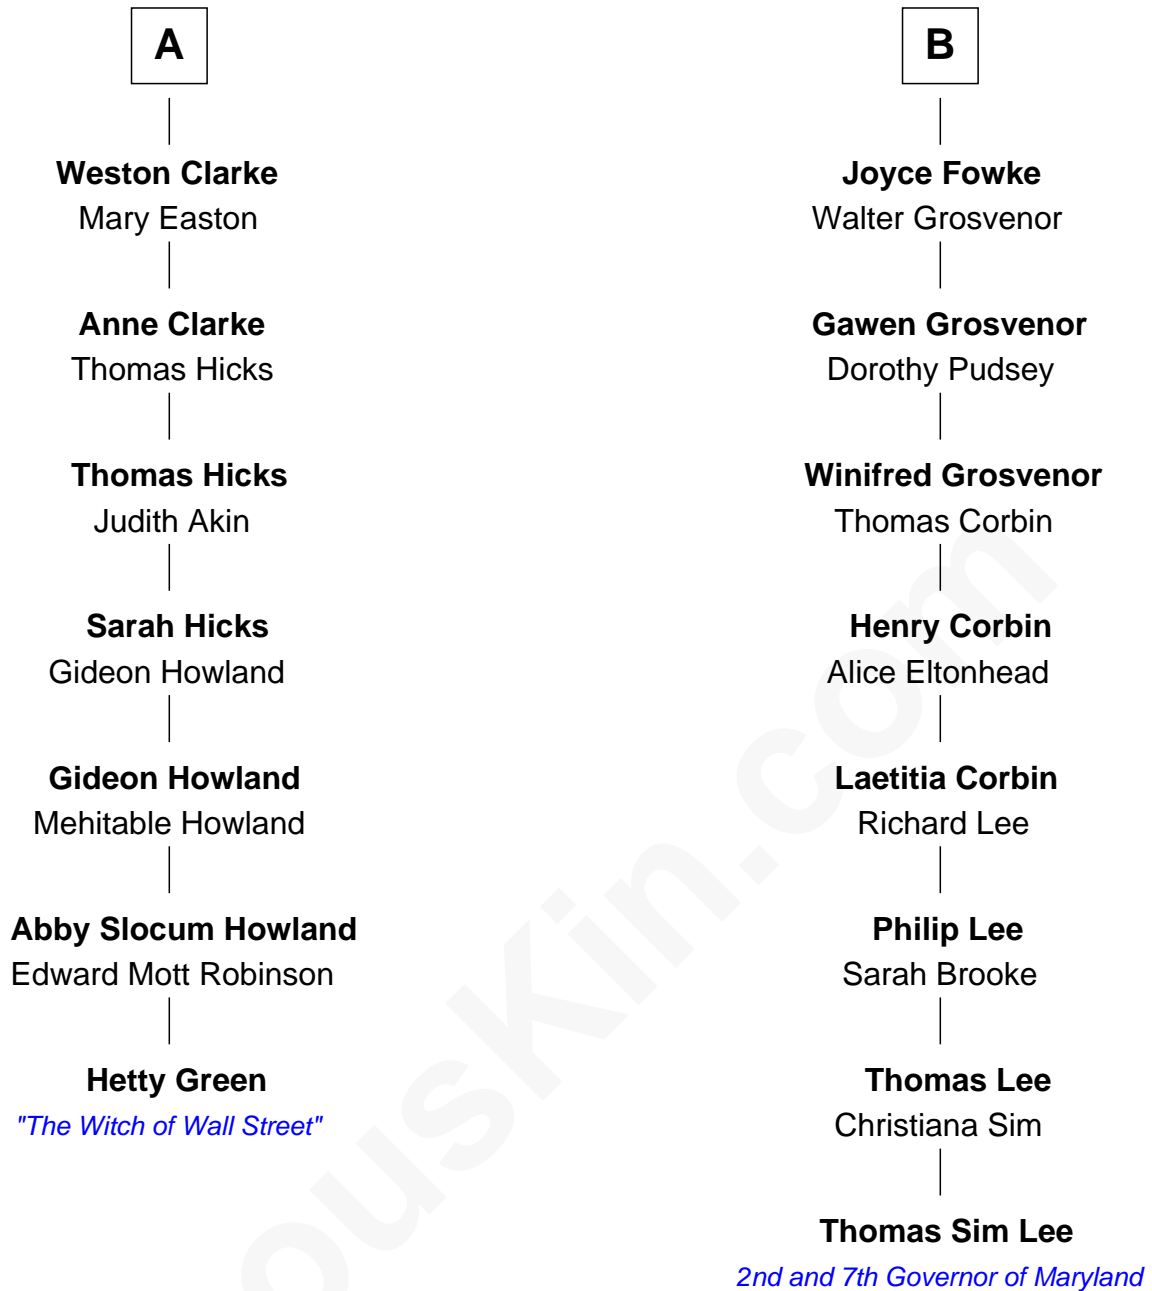 A
Weston Clarke
Mary Easton
Anne Clarke
Thomas Hicks
Thomas Hicks
Judith Akin
Sarah Hicks
Gideon Howland
Gideon Howland
Mehitable Howland
Abby Slocum Howland
Edward Mott Robinson
Hetty Green
"The Witch of Wall Street"
B
Joyce Fowke
Walter Grosvenor
Gawen Grosvenor
Dorothy Pudsey
Winifred Grosvenor
Thomas Corbin
Henry Corbin
Alice Eltonhead
Laetitia Corbin
Richard Lee
Philip Lee
Sarah Brooke
Thomas Lee
Christiana Sim
Thomas Sim Lee
2nd and 7th Governor of Maryland
ousKin.com